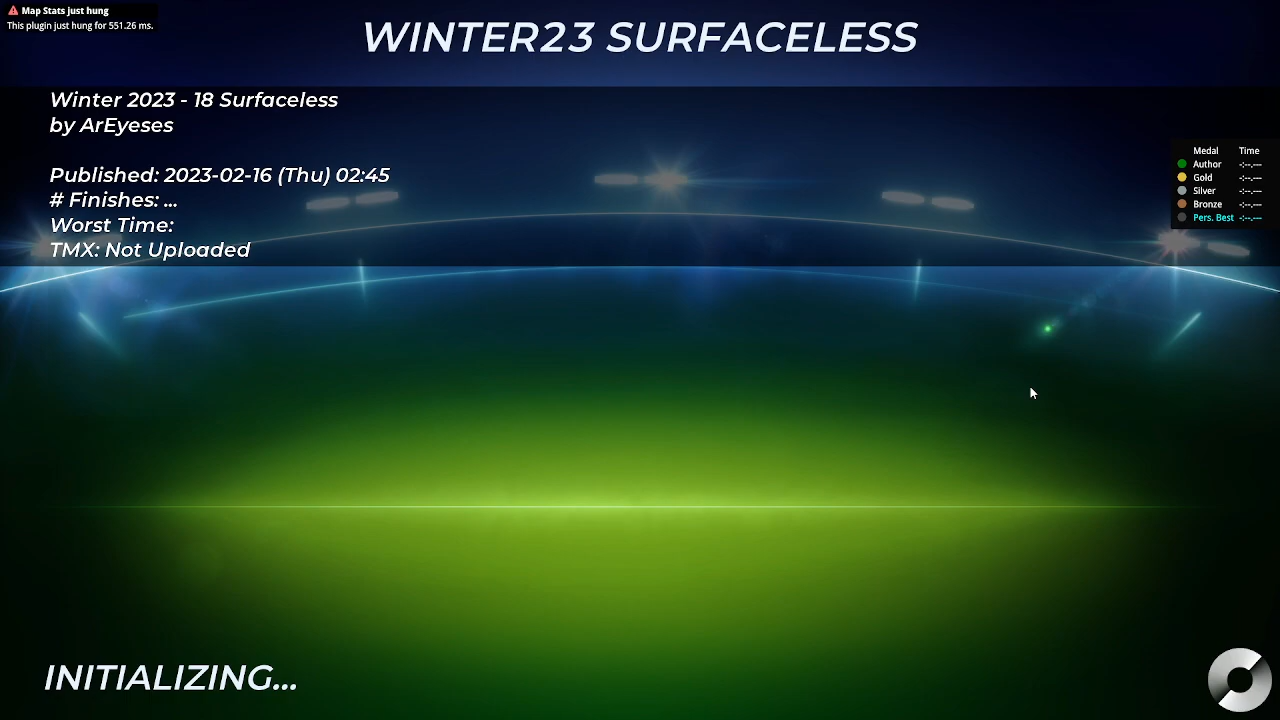 Map Stats just hung
This plugin just hung for 551.26 ms.
WINTER23 SURFACELESS
Winter 2023 - 18 Surfaceless
by ArEyeses
Published: 2023-02-16 (Thu) 02:45
# Finishes: ...
Worst Time:
TMX: Not Uploaded
Medal Time
Author -:--.---
Gold -:--.---
Silver -:--.---
Bronze -:--.---
Pers. Best -:--.---
INITIALIZING...